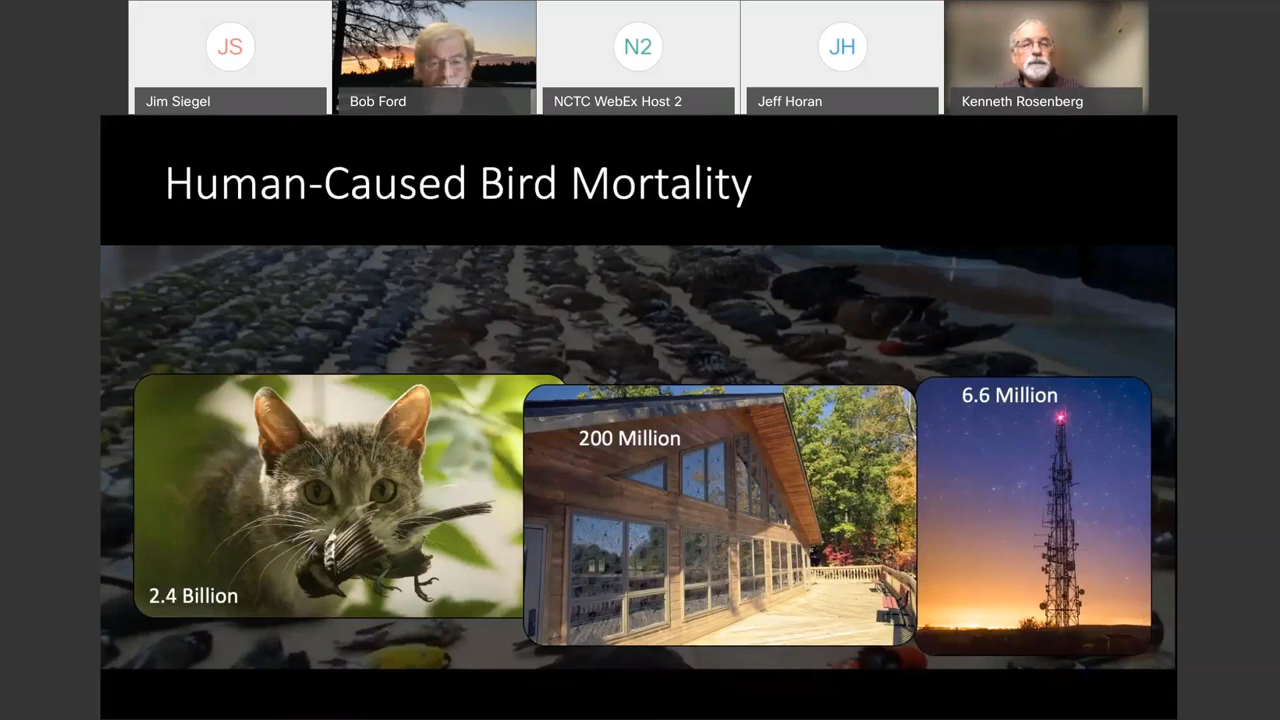 JS
Jim Siegel
Bob Ford
N2
NCTC WebEx Host 2
JH
Jeff Horan
Kenneth Rosenberg
Human-Caused Bird Mortality
2.4 Billion
200 Million
6.6 Million